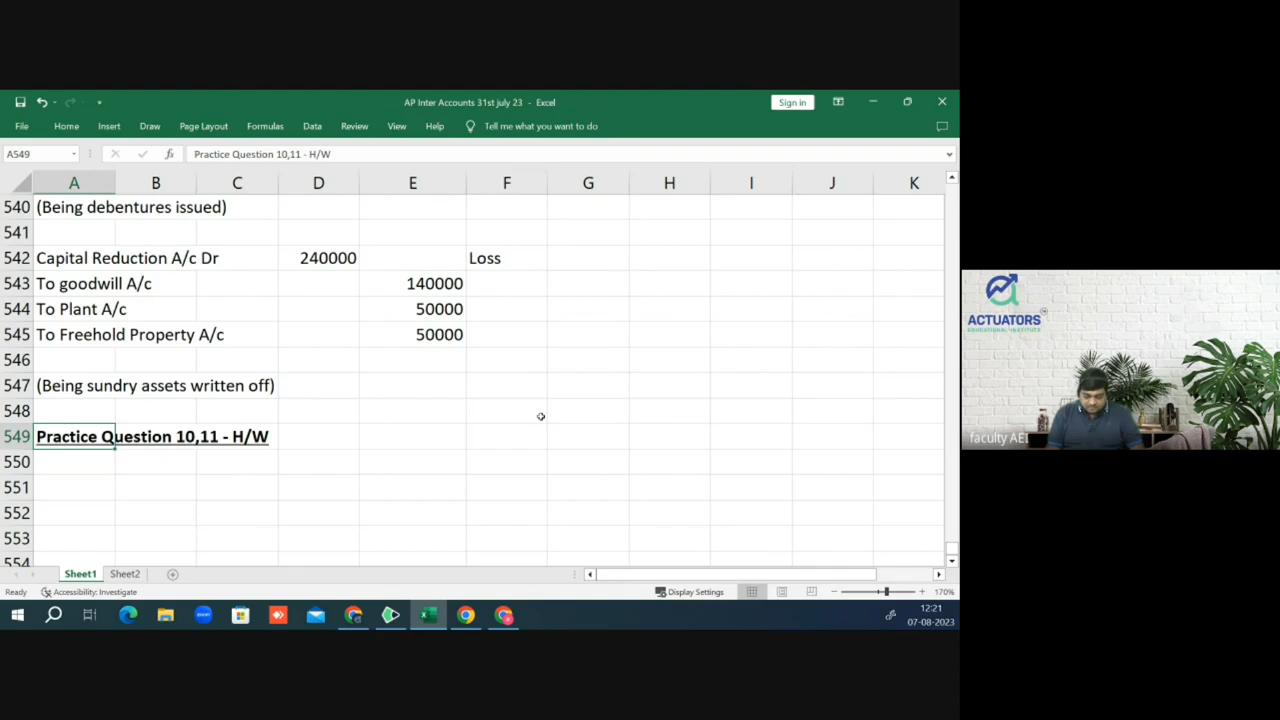 AP Inter Accounts 31st july 23 - Excel
Sign in
File Home Insert Draw Page Layout Formulas Data Review View Help Tell me what you want to do
A549 fx Practice Question 10,11 - H/W
A B C D E F G H I J K
540 (Being debentures issued)
541
542 Capital Reduction A/c Dr 240000 Loss
543 To goodwill A/c 140000
544 To Plant A/c 50000
545 To Freehold Property A/c 50000
546
547 (Being sundry assets written off)
548
549 Practice Question 10,11 - H/W
550
551
552
553
554
Sheet1 Sheet2
Ready Accessibility: Investigate Display Settings 170%
zoom
12:21
07-08-2023
ACTUATORS
EDUCATIONAL INSTITUTE
faculty AEI